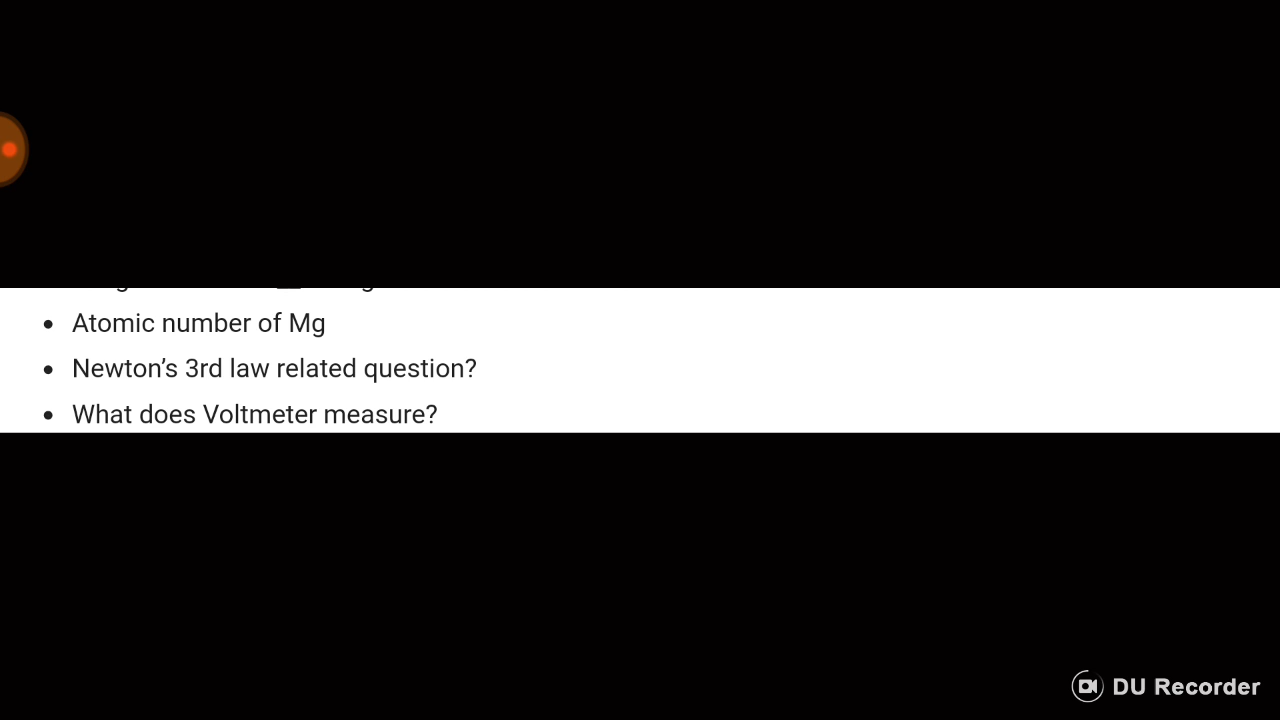 Atomic number of Mg
Newton’s 3rd law related question?
What does Voltmeter measure?
DU Recorder